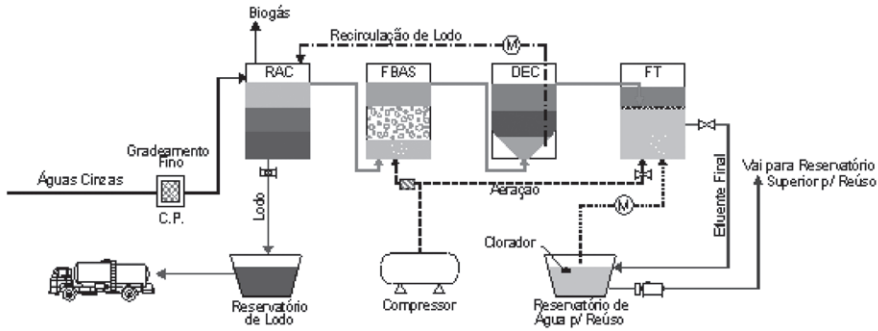 Biogás
Recirculação de Lodo
M
RAC
FBAS
DEC
FT
Gradeamento
Fino
Águas Cinzas
C.P.
Lodo
Aeração
M
Efluente Final
Vai para Reservatório
Superior p/ Reúso
Clorador
Reservatório
de Lodo
Compressor
Reservatório de
Água p/ Reúso